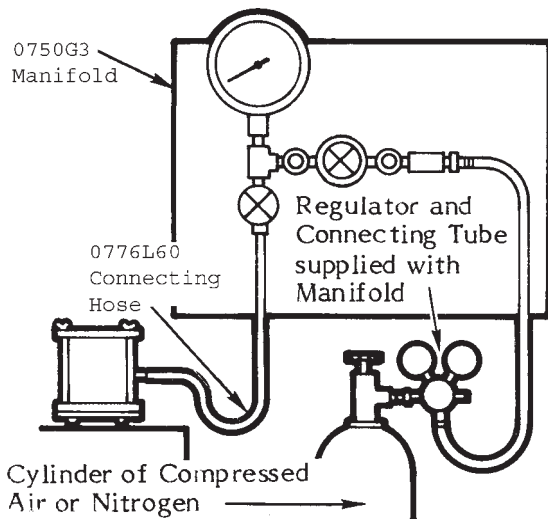 0750G3
Manifold
Regulator and
Connecting Tube
supplied with
Manifold
0776L60
Connecting
Hose
Cylinder of Compressed
Air or Nitrogen